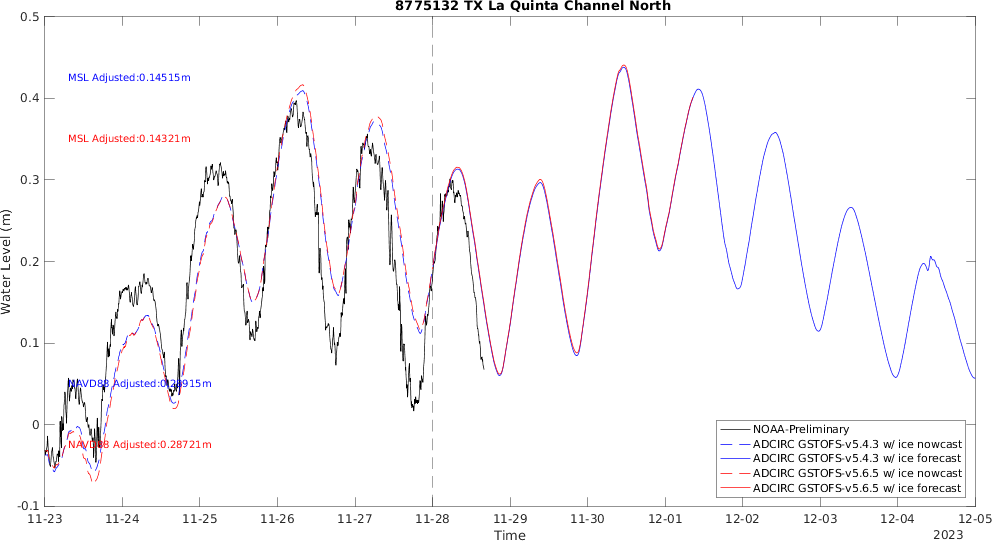 8775132 TX La Quinta Channel North
0.5
0.4
0.3
0.2
0.1
0
-0.1
Water Level (m)
MSL Adjusted:0.14515m
MSL Adjusted:0.14321m
NAVD88 Adjusted:0.28915m
NAVD88 Adjusted:0.28721m
NOAA-Preliminary
ADCIRC GSTOFS-v5.4.3 w/ ice nowcast
ADCIRC GSTOFS-v5.4.3 w/ ice forecast
ADCIRC GSTOFS-v5.6.5 w/ ice nowcast
ADCIRC GSTOFS-v5.6.5 w/ ice forecast
11-23 11-24 11-25 11-26 11-27 11-28 11-29 11-30 12-01 12-02 12-03 12-04 12-05
Time
2023